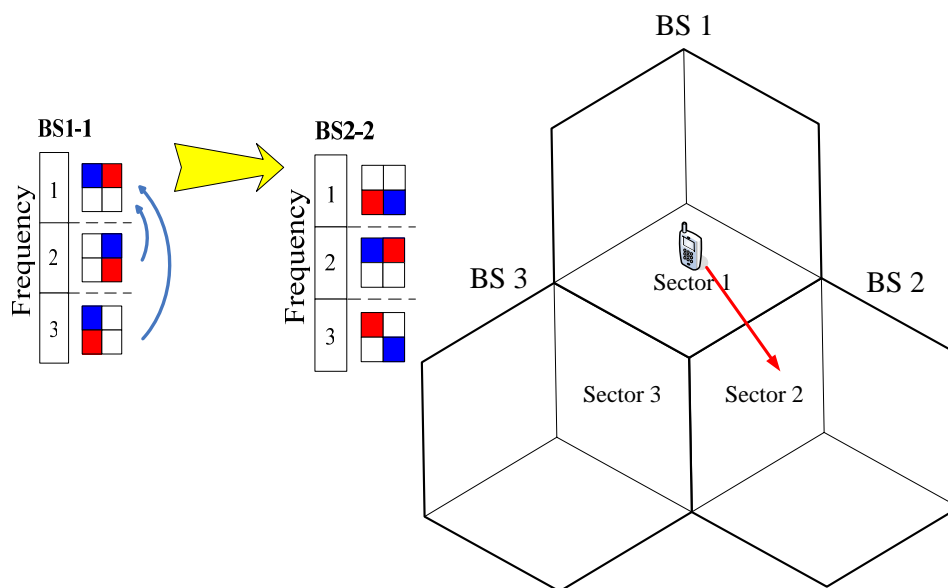 BS1-1
Frequency
1
2
3
BS2-2
Frequency
1
2
3
BS 1
BS 3
Sector 1
BS 2
Sector 3
Sector 2